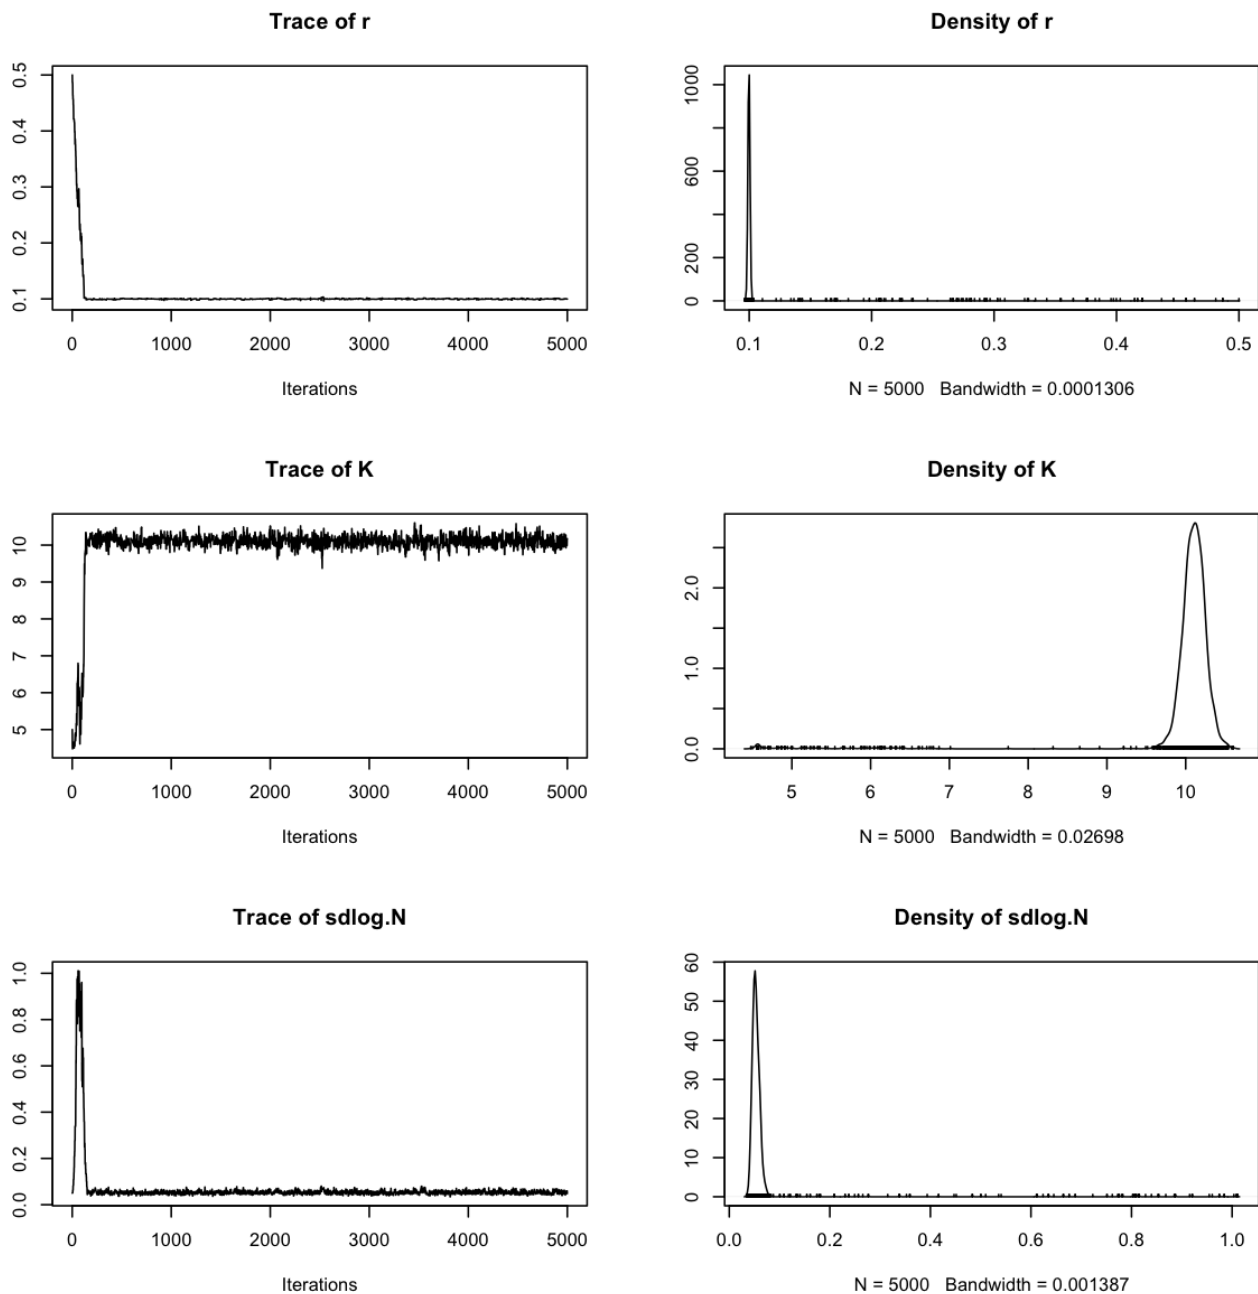 Trace of r
0.5
0.4
0.3
0.2
0.1
0 1000 2000 3000 4000 5000
Iterations
Density of r
1000
600
200
0
0.1 0.2 0.3 0.4 0.5
N = 5000 Bandwidth = 0.0001306
Trace of K
10
9
8
7
6
5
0 1000 2000 3000 4000 5000
Iterations
Density of K
2.0
1.0
0.0
5 6 7 8 9 10
N = 5000 Bandwidth = 0.02698
Trace of sdlog.N
1.0
0.8
0.6
0.4
0.2
0.0
0 1000 2000 3000 4000 5000
Iterations
Density of sdlog.N
60
50
40
30
20
10
0
0.0 0.2 0.4 0.6 0.8 1.0
N = 5000 Bandwidth = 0.001387